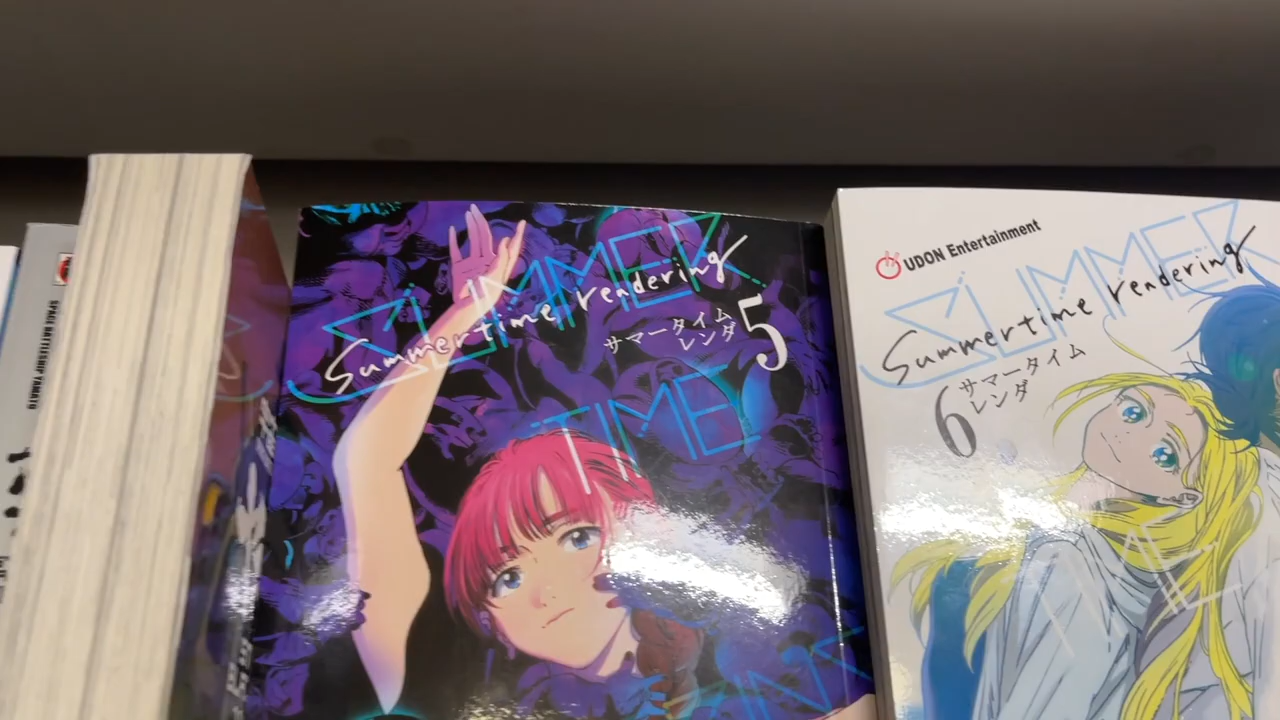 SPACE BATTLESHIP YAMATO
SUMMER
Summertime rendering
サマータイム
レンダ
5
TIME
UDON Entertainment
SUMMER
Summertime rendering
6
サマータイム
レンダ